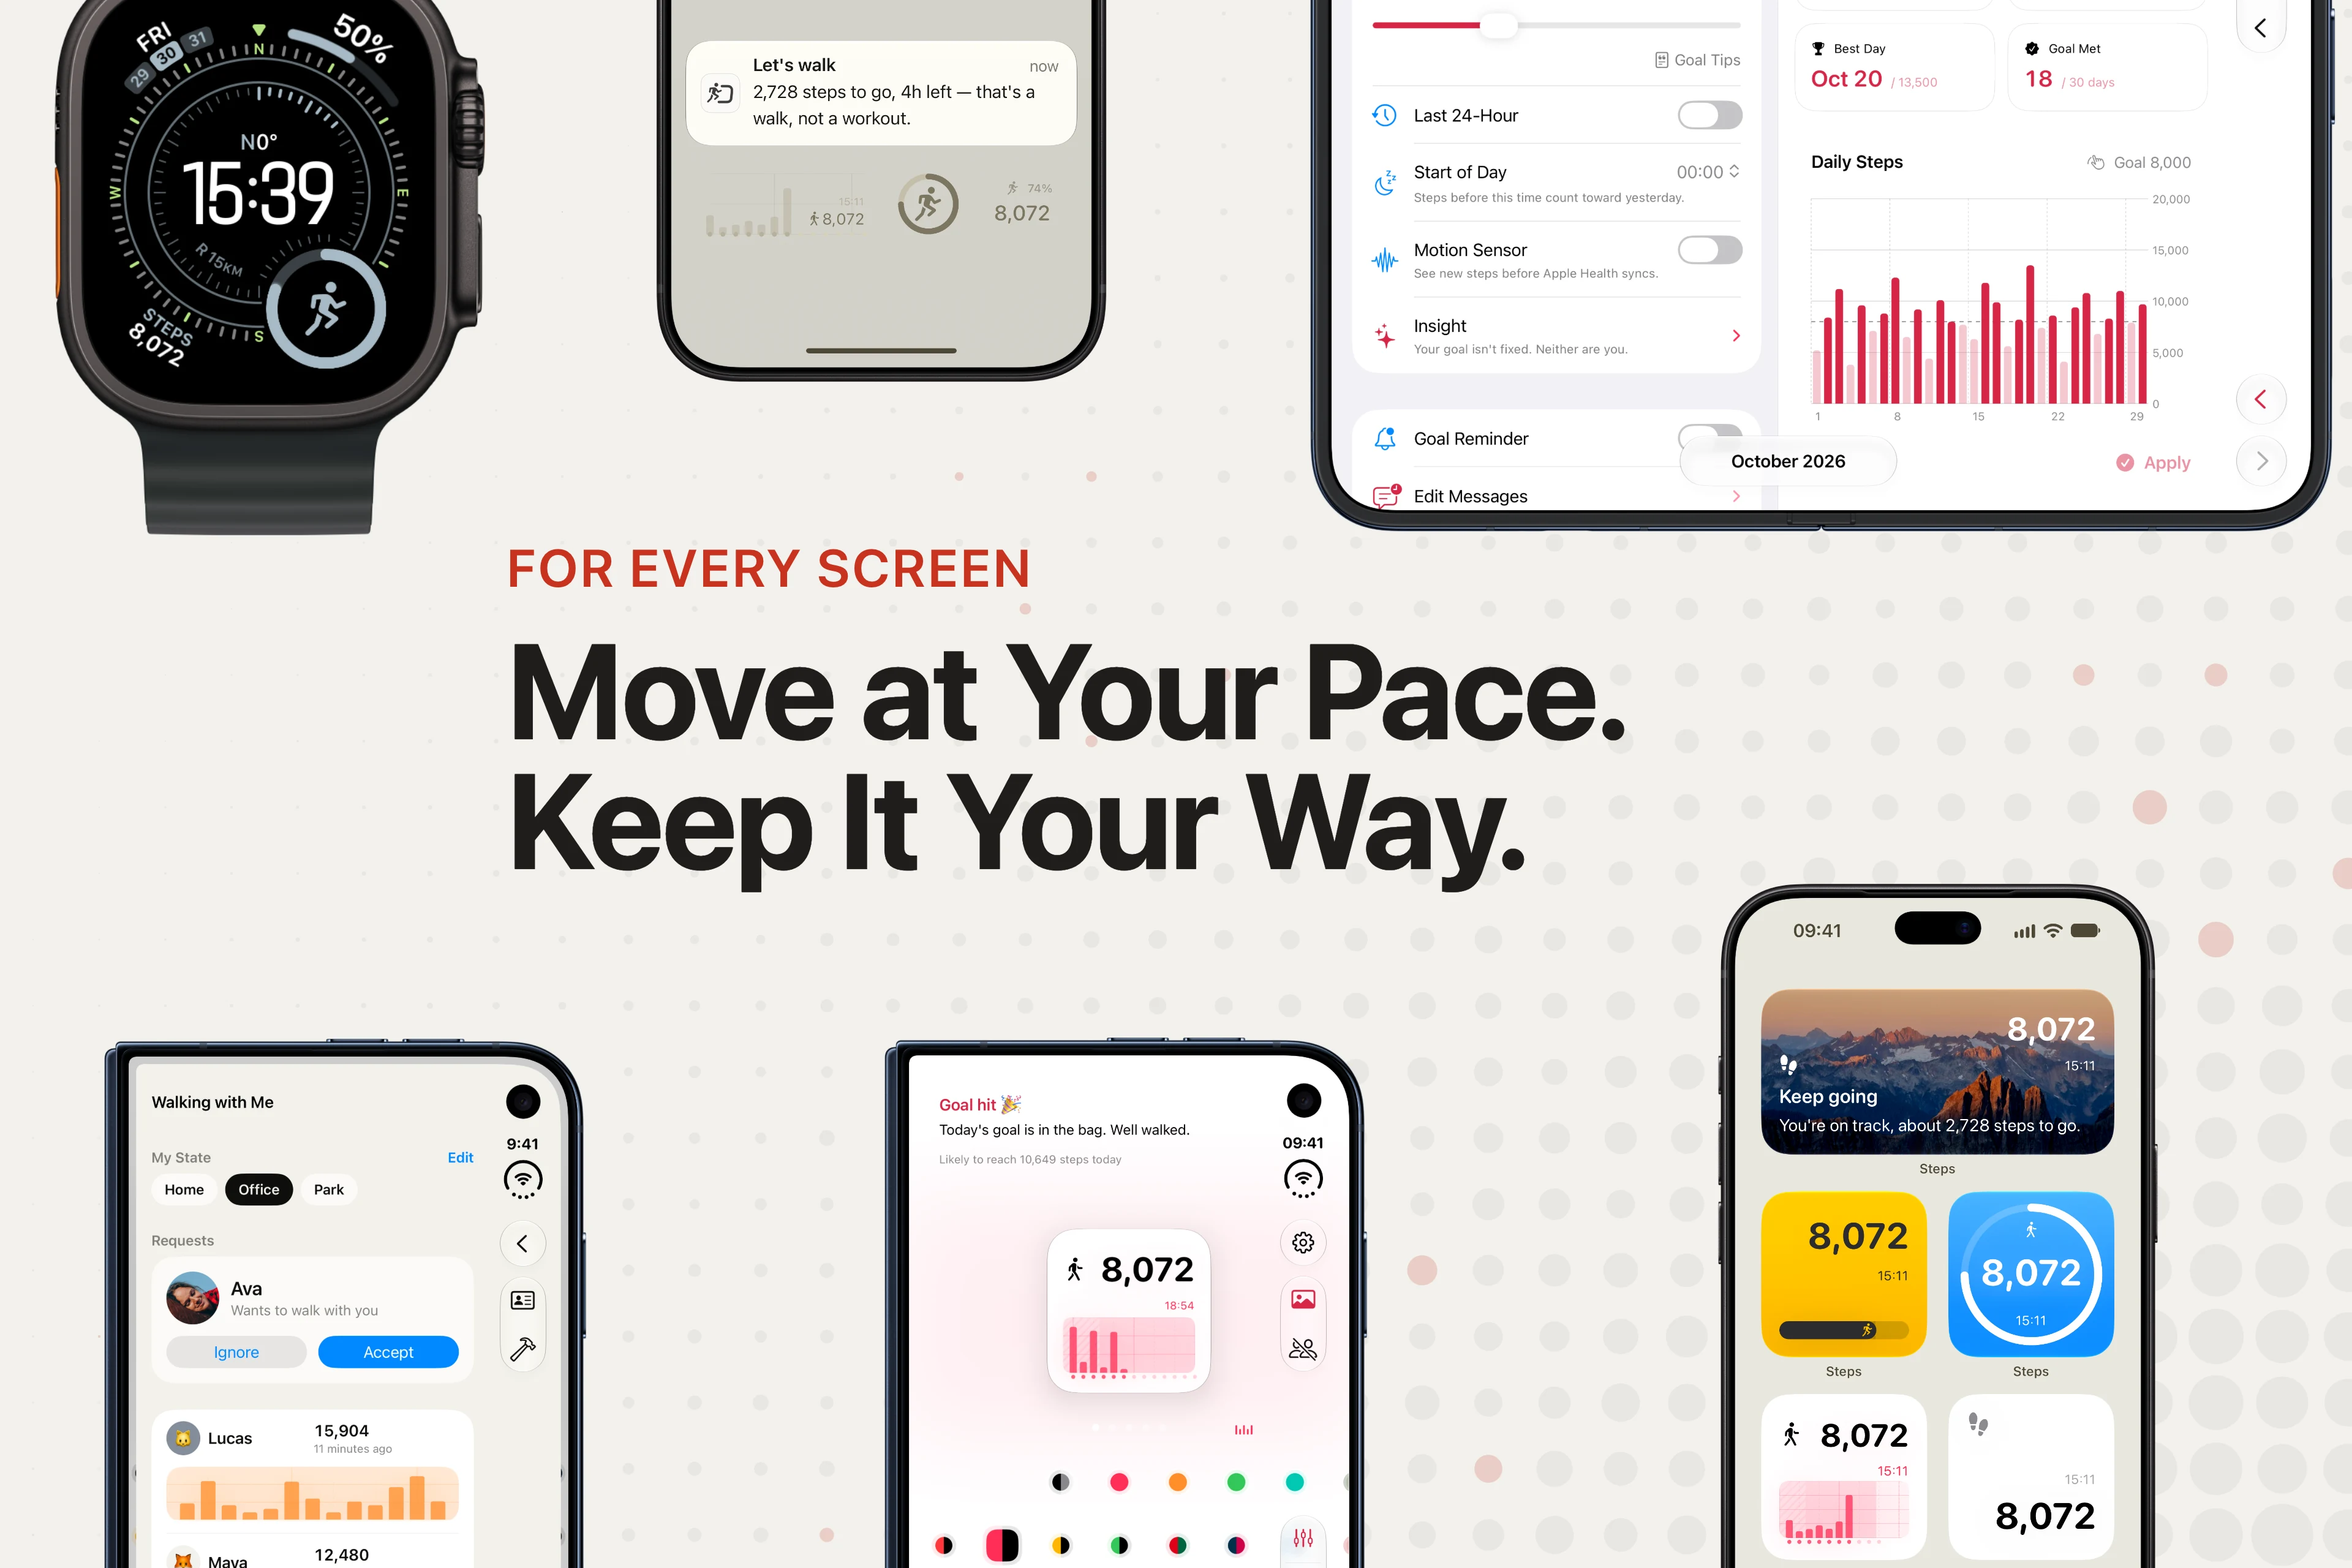 FRI
29 30 31
50%
N
W
E
S
N0°
15:39
R 15KM
STEPS
8,072
Let's walk
now
2,728 steps to go, 4h left — that's a
walk, not a workout.
15:11
8,072
74%
8,072
Goal Tips
Last 24-Hour
Start of Day
00:00
Steps before this time count toward yesterday.
Motion Sensor
See new steps before Apple Health syncs.
Insight
Your goal isn't fixed. Neither are you.
Goal Reminder
Edit Messages
October 2026
Best Day
Oct 20 / 13,500
Goal Met
18 / 30 days
Daily Steps
Goal 8,000
20,000
15,000
10,000
5,000
0
1 8 15 22 29
Apply
FOR EVERY SCREEN
Move at Your Pace.
Keep It Your Way.
Walking with Me
9:41
My State
Edit
Home Office Park
Requests
Ava
Wants to walk with you
Ignore Accept
Lucas
15,904
11 minutes ago
Maya
12,480
Goal hit
Today's goal is in the bag. Well walked.
Likely to reach 10,649 steps today
09:41
8,072
18:54
09:41
8,072
15:11
Keep going
You're on track, about 2,728 steps to go.
Steps
8,072
15:11
Steps
8,072
15:11
Steps
8,072
15:11
15:11
8,072